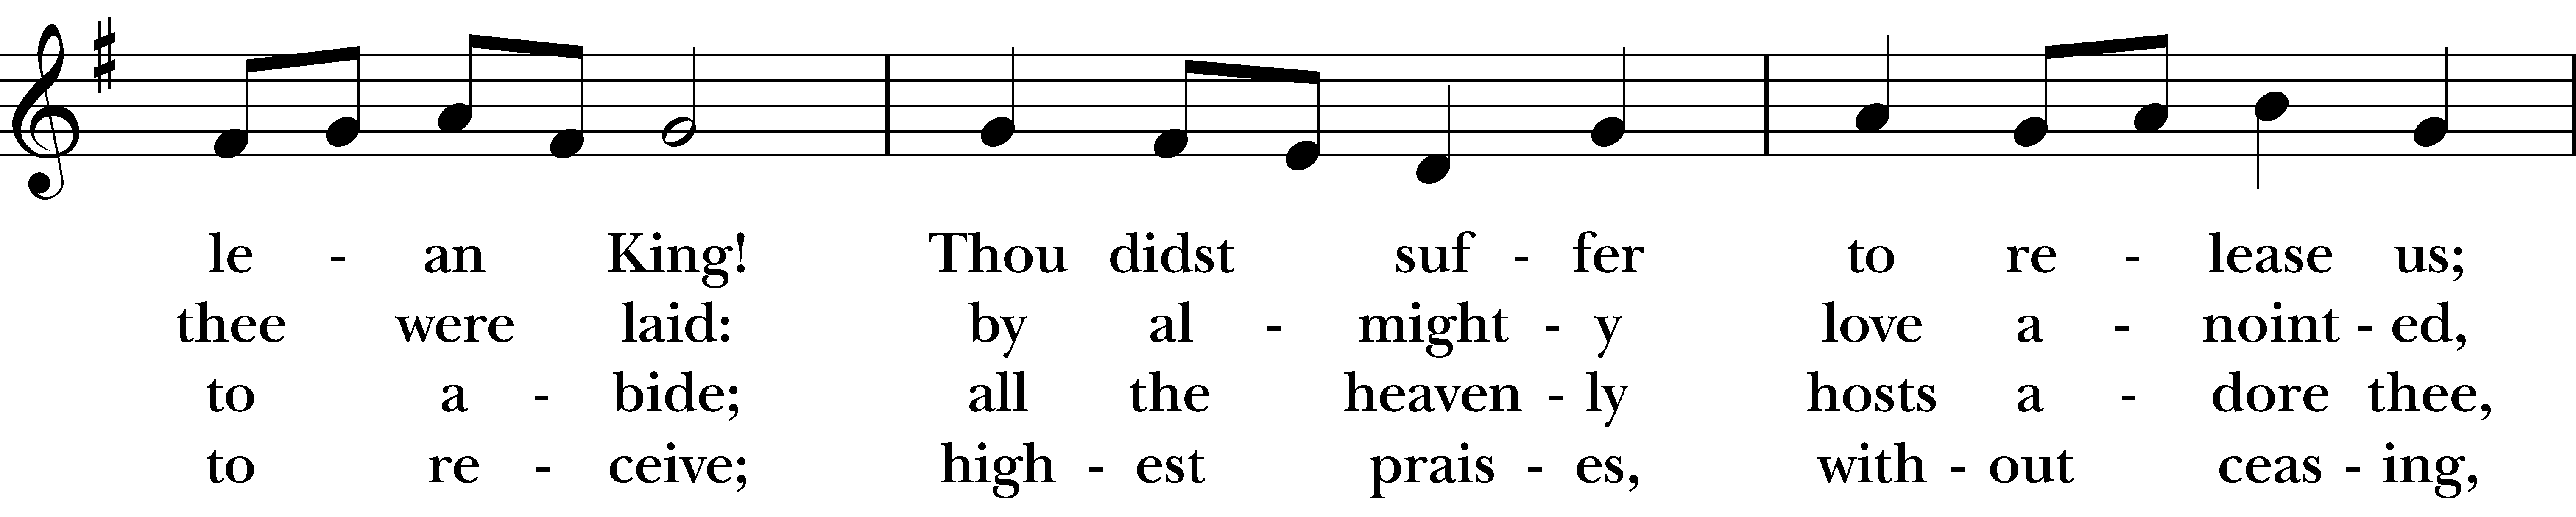 le - an King! Thou didst suf - fer to re - lease us;
thee were laid: by al - might - y love a - noint - ed,
to a - bide; all the heaven - ly hosts a - dore thee,
to re - ceive; high - est prais - es, with - out ceas - ing,